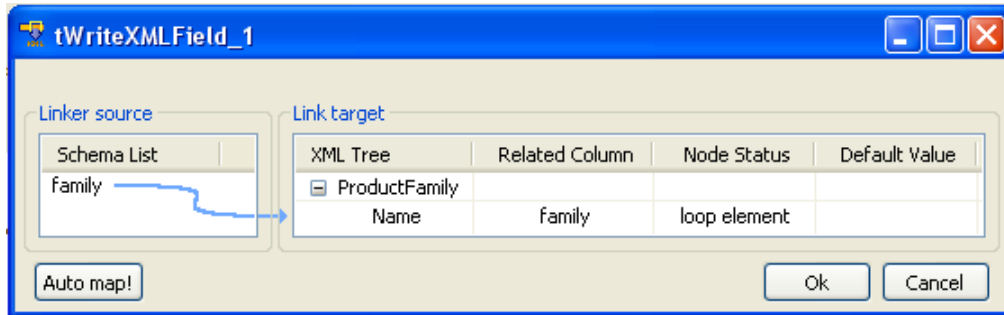 tWriteXMLField_1
Linker source
Link target
Schema List
XML Tree Related Column Node Status Default Value
family
ProductFamily
Name family loop element
Auto map!
Ok Cancel